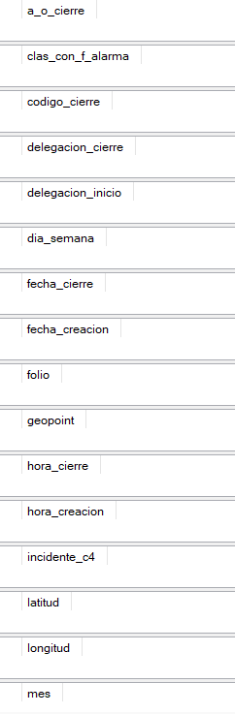 a_o_cierre
clas_con_f_alarma
codigo_cierre
delegacion_cierre
delegacion_inicio
dia_semana
fecha_cierre
fecha_creacion
folio
geopoint
hora_cierre
hora_creacion
incidente_c4
latitud
longitud
mes